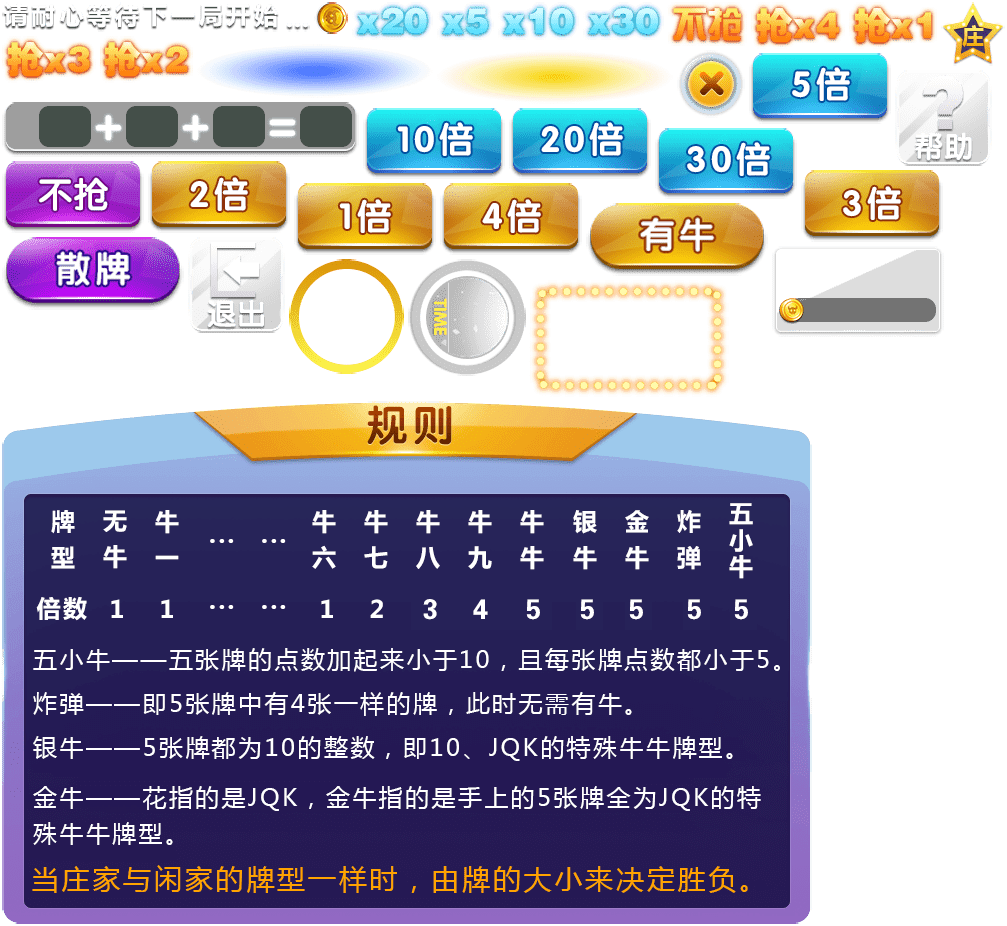 请耐心等待下一局开始 ...
x20 x5 x10 x30 不抢 抢x4 抢x1
庄
抢x3 抢x2
5倍
帮助
+ + =
10倍 20倍 30倍
不抢 2倍 1倍 4倍 有牛 3倍
散牌
退出
TIME
规则
牌型 无牛 牛一 ... ... 牛六 牛七 牛八 牛九 牛牛 银牛 金牛 炸弹 五小牛
倍数 1 1 ... ... 1 2 3 4 5 5 5 5 5
五小牛——五张牌的点数加起来小于10，且每张牌点数都小于5。
炸弹——即5张牌中有4张一样的牌，此时无需有牛。
银牛——5张牌都为10的整数，即10、JQK的特殊牛牛牌型。
金牛——花指的是JQK，金牛指的是手上的5张牌全为JQK的特
殊牛牛牌型。
当庄家与闲家的牌型一样时，由牌的大小来决定胜负。